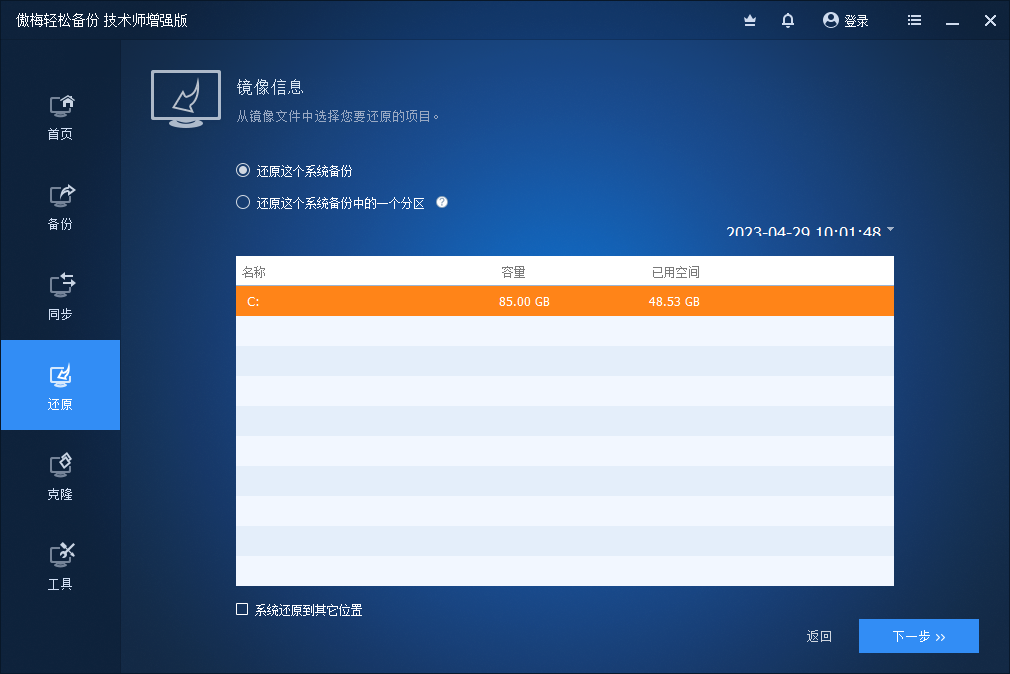 傲梅轻松备份 技术师增强版
登录
首页
备份
同步
还原
克隆
工具
镜像信息
从镜像文件中选择您要还原的项目。
还原这个系统备份
还原这个系统备份中的一个分区 ?
2023-04-29 10:01:48
名称 容量 已用空间
C: 85.00 GB 48.53 GB
系统还原到其它位置
返回 下一步 >>